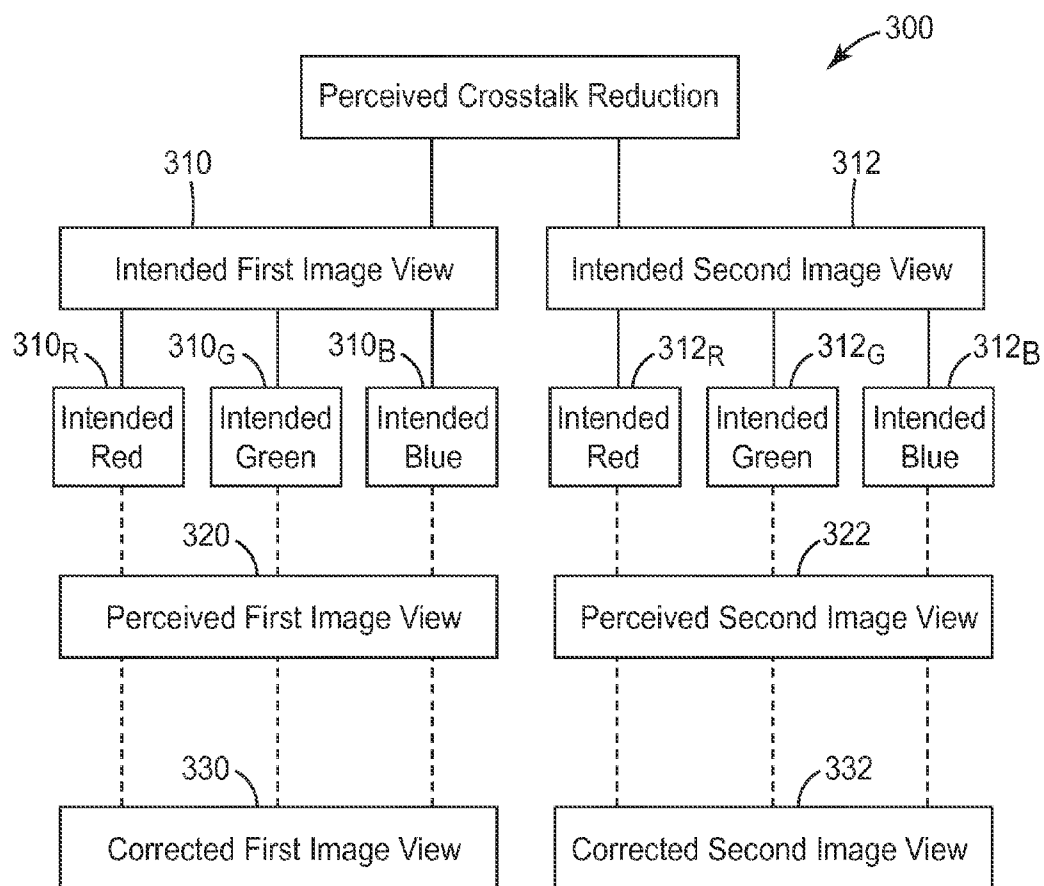 300
Perceived Crosstalk Reduction
310
312
Intended First Image View
Intended Second Image View
310R
310G
310B
312R
312G
312B
Intended
Red
Intended
Green
Intended
Blue
Intended
Red
Intended
Green
Intended
Blue
320
322
Perceived First Image View
Perceived Second Image View
330
332
Corrected First Image View
Corrected Second Image View